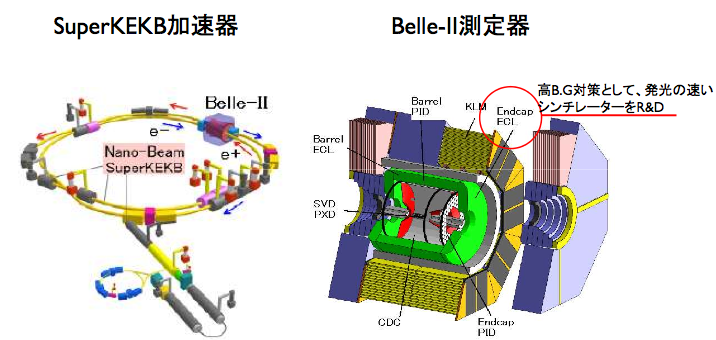 SuperKEKB加速器
Belle-II測定器
高B.G対策として、発光の速い
シンチレーターをR&D
Belle-II
e−
e+
Nano-Beam
SuperKEKB
Barrel
PID
KLM
Endcap
ECL
Barrel
ECL
SVD
PXD
CDC
Endcap
PID